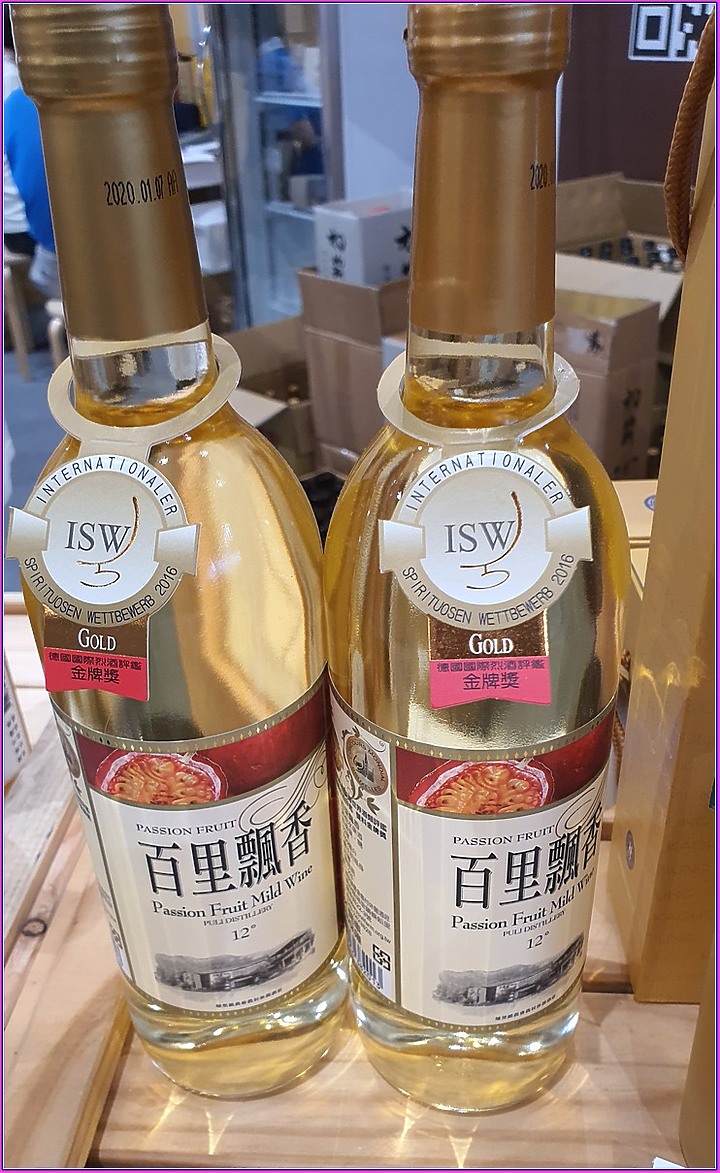 2020.01.07 AA
2020.
INTERNATIONALER
ISW
SPIRITUOSEN WETTBEWERB 2016
GOLD
德國國際烈酒評鑑
金牌獎
PASSION FRUIT
百里飄香
Passion Fruit Mild Wine
PULI DISTILLERY
12°
INTERNATIONALER
ISW
SPIRITUOSEN WETTBEWERB 2016
GOLD
德國國際烈酒評鑑
金牌獎
PASSION FRUIT
百里飄香
Passion Fruit Mild Wine
PULI DISTILLERY
12°